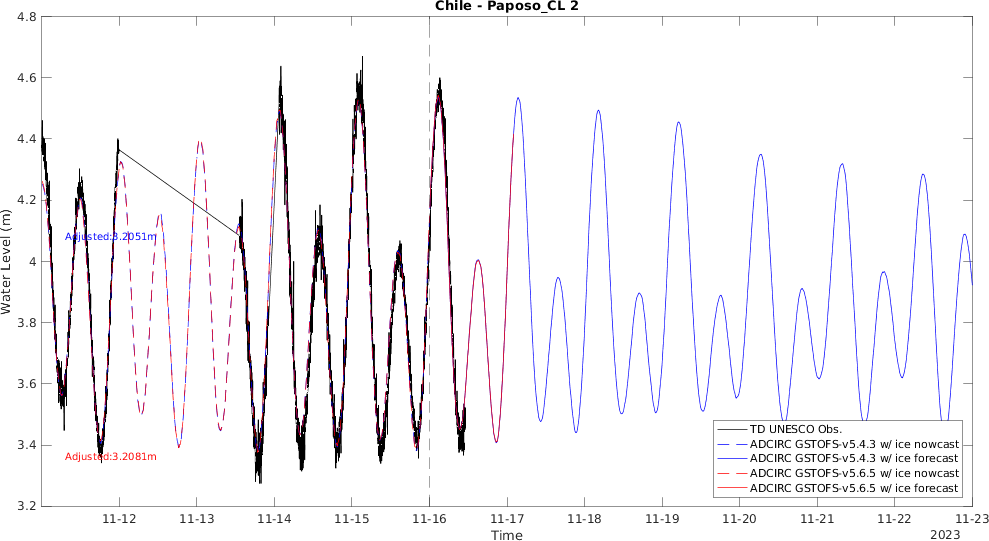 Chile - Paposo_CL 2
4.8
4.6
4.4
4.2
4
3.8
3.6
3.4
3.2
Water Level (m)
Adjusted:3.2051m
Adjusted:3.2081m
TD UNESCO Obs.
ADCIRC GSTOFS-v5.4.3 w/ ice nowcast
ADCIRC GSTOFS-v5.4.3 w/ ice forecast
ADCIRC GSTOFS-v5.6.5 w/ ice nowcast
ADCIRC GSTOFS-v5.6.5 w/ ice forecast
11-12 11-13 11-14 11-15 11-16 11-17 11-18 11-19 11-20 11-21 11-22 11-23
Time
2023